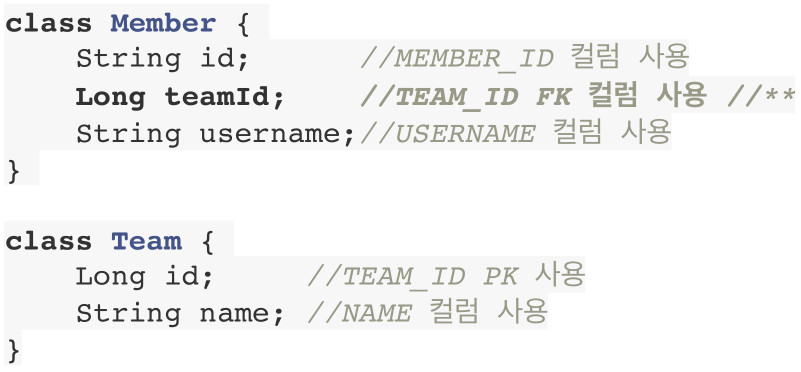 class Member {
    String id;      //MEMBER_ID 컬럼 사용
    Long teamId;    //TEAM_ID FK 컬럼 사용 //**
    String username;//USERNAME 컬럼 사용
}
class Team {
    Long id;     //TEAM_ID PK 사용
    String name; //NAME 컬럼 사용
}